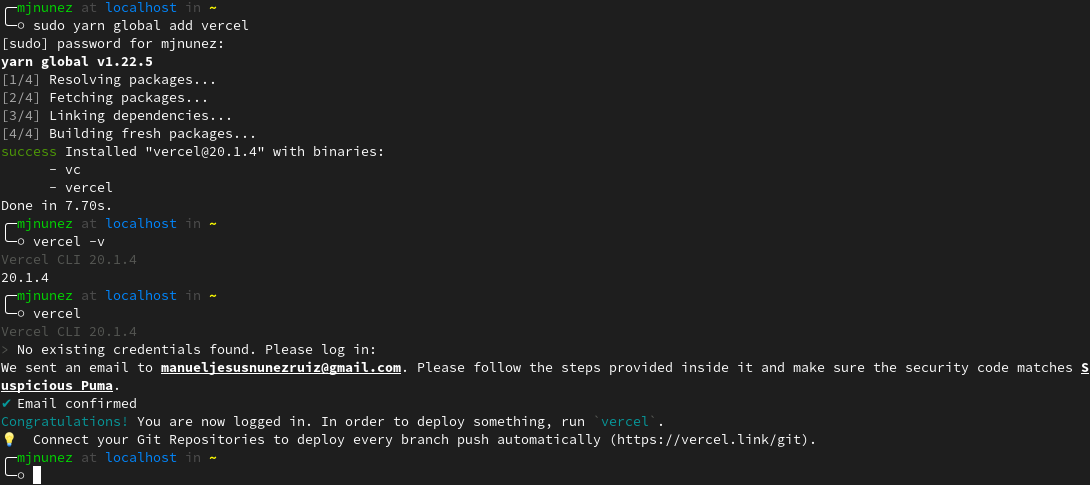 mjnunez at localhost in ~
sudo yarn global add vercel
[sudo] password for mjnunez:
yarn global v1.22.5
[1/4] Resolving packages...
[2/4] Fetching packages...
[3/4] Linking dependencies...
[4/4] Building fresh packages...
success Installed "vercel@20.1.4" with binaries:
      - vc
      - vercel
Done in 7.70s.
mjnunez at localhost in ~
vercel -v
Vercel CLI 20.1.4
20.1.4
mjnunez at localhost in ~
vercel
Vercel CLI 20.1.4
> No existing credentials found. Please log in:
We sent an email to manueljesusnunezruiz@gmail.com. Please follow the steps provided inside it and make sure the security code matches S
uspicious Puma.
✔ Email confirmed
Congratulations! You are now logged in. In order to deploy something, run `vercel`.
💡  Connect your Git Repositories to deploy every branch push automatically (https://vercel.link/git).
mjnunez at localhost in ~